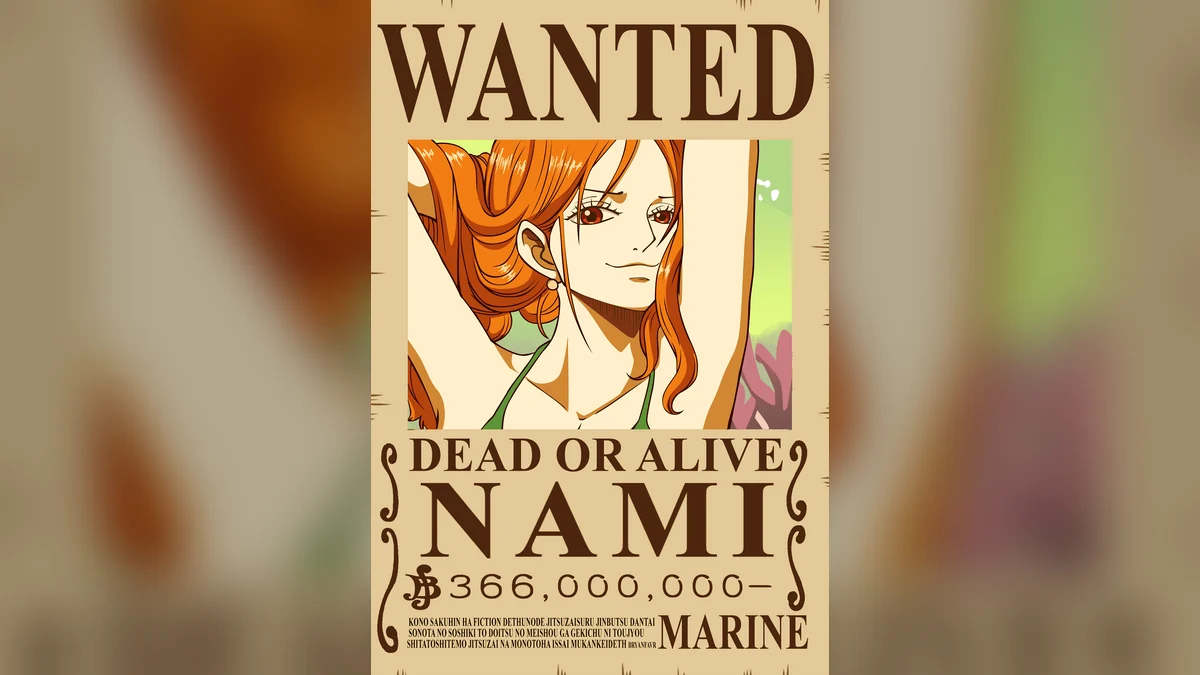 WANTED
DEAD OR ALIVE
NAMI
฿366,000,000–
KONO SAKUHIN HA FICTION DETHUNODE JITSUZAISURU JINBUTSU DANTAI
SONOTA NO SOSHIKI TO DOITSU NO MEISHOU GA GEKICHU NI TOUJYOU
SHITATOSHITEMO JITSUZAI NA MONOTOHA ISSAI MUKANKEIDETH BRYANFAVR
MARINE